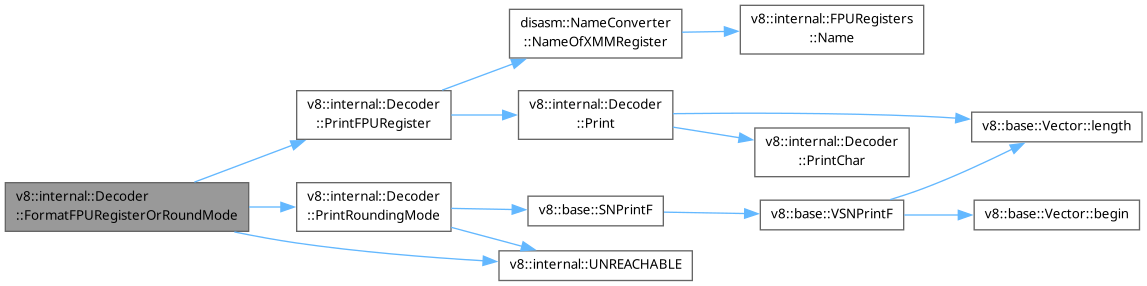 disasm::NameConverter
::NameOfXMMRegister
v8::internal::FPURegisters
::Name
v8::internal::Decoder
::PrintFPURegister
v8::internal::Decoder
::Print
v8::base::Vector::length
v8::internal::Decoder
::PrintChar
v8::internal::Decoder
::FormatFPURegisterOrRoundMode
v8::internal::Decoder
::PrintRoundingMode
v8::base::SNPrintF
v8::base::VSNPrintF
v8::base::Vector::begin
v8::internal::UNREACHABLE